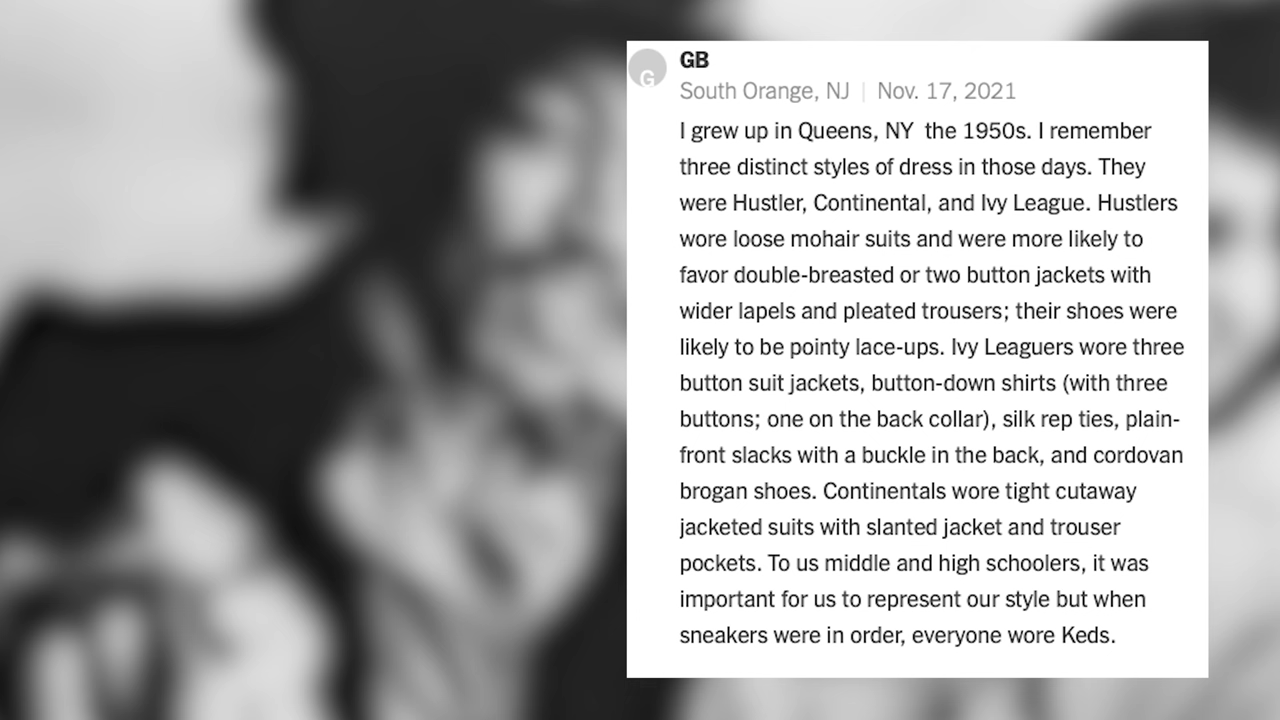 GB
G
South Orange, NJ | Nov. 17, 2021
I grew up in Queens, NY  the 1950s. I remember
three distinct styles of dress in those days. They
were Hustler, Continental, and Ivy League. Hustlers
wore loose mohair suits and were more likely to
favor double-breasted or two button jackets with
wider lapels and pleated trousers; their shoes were
likely to be pointy lace-ups. Ivy Leaguers wore three
button suit jackets, button-down shirts (with three
buttons; one on the back collar), silk rep ties, plain-
front slacks with a buckle in the back, and cordovan
brogan shoes. Continentals wore tight cutaway
jacketed suits with slanted jacket and trouser
pockets. To us middle and high schoolers, it was
important for us to represent our style but when
sneakers were in order, everyone wore Keds.